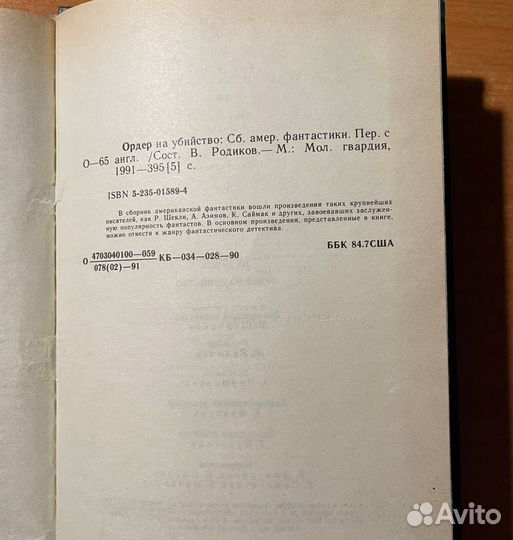 Ордер на убийство: Сб. амер. фантастики. Пер. с
О—65 англ. /Сост. В. Родиков.— М.: Мол. гвардия,
1991—395[5] с.
ISBN 5-235-01589-4
В сборник американской фантастики вошли произведения таких крупнейших
писателей, как Р. Шекли, А. Азимов, К. Саймак и других, завоевавших заслужен-
ную популярность фантастов. В основном произведения, представленные в книге,
можно отнести к жанру фантастического детектива.
О 4703040100—059 КБ—034—028—90
078(02)—91
ББК 84.7США
Avito